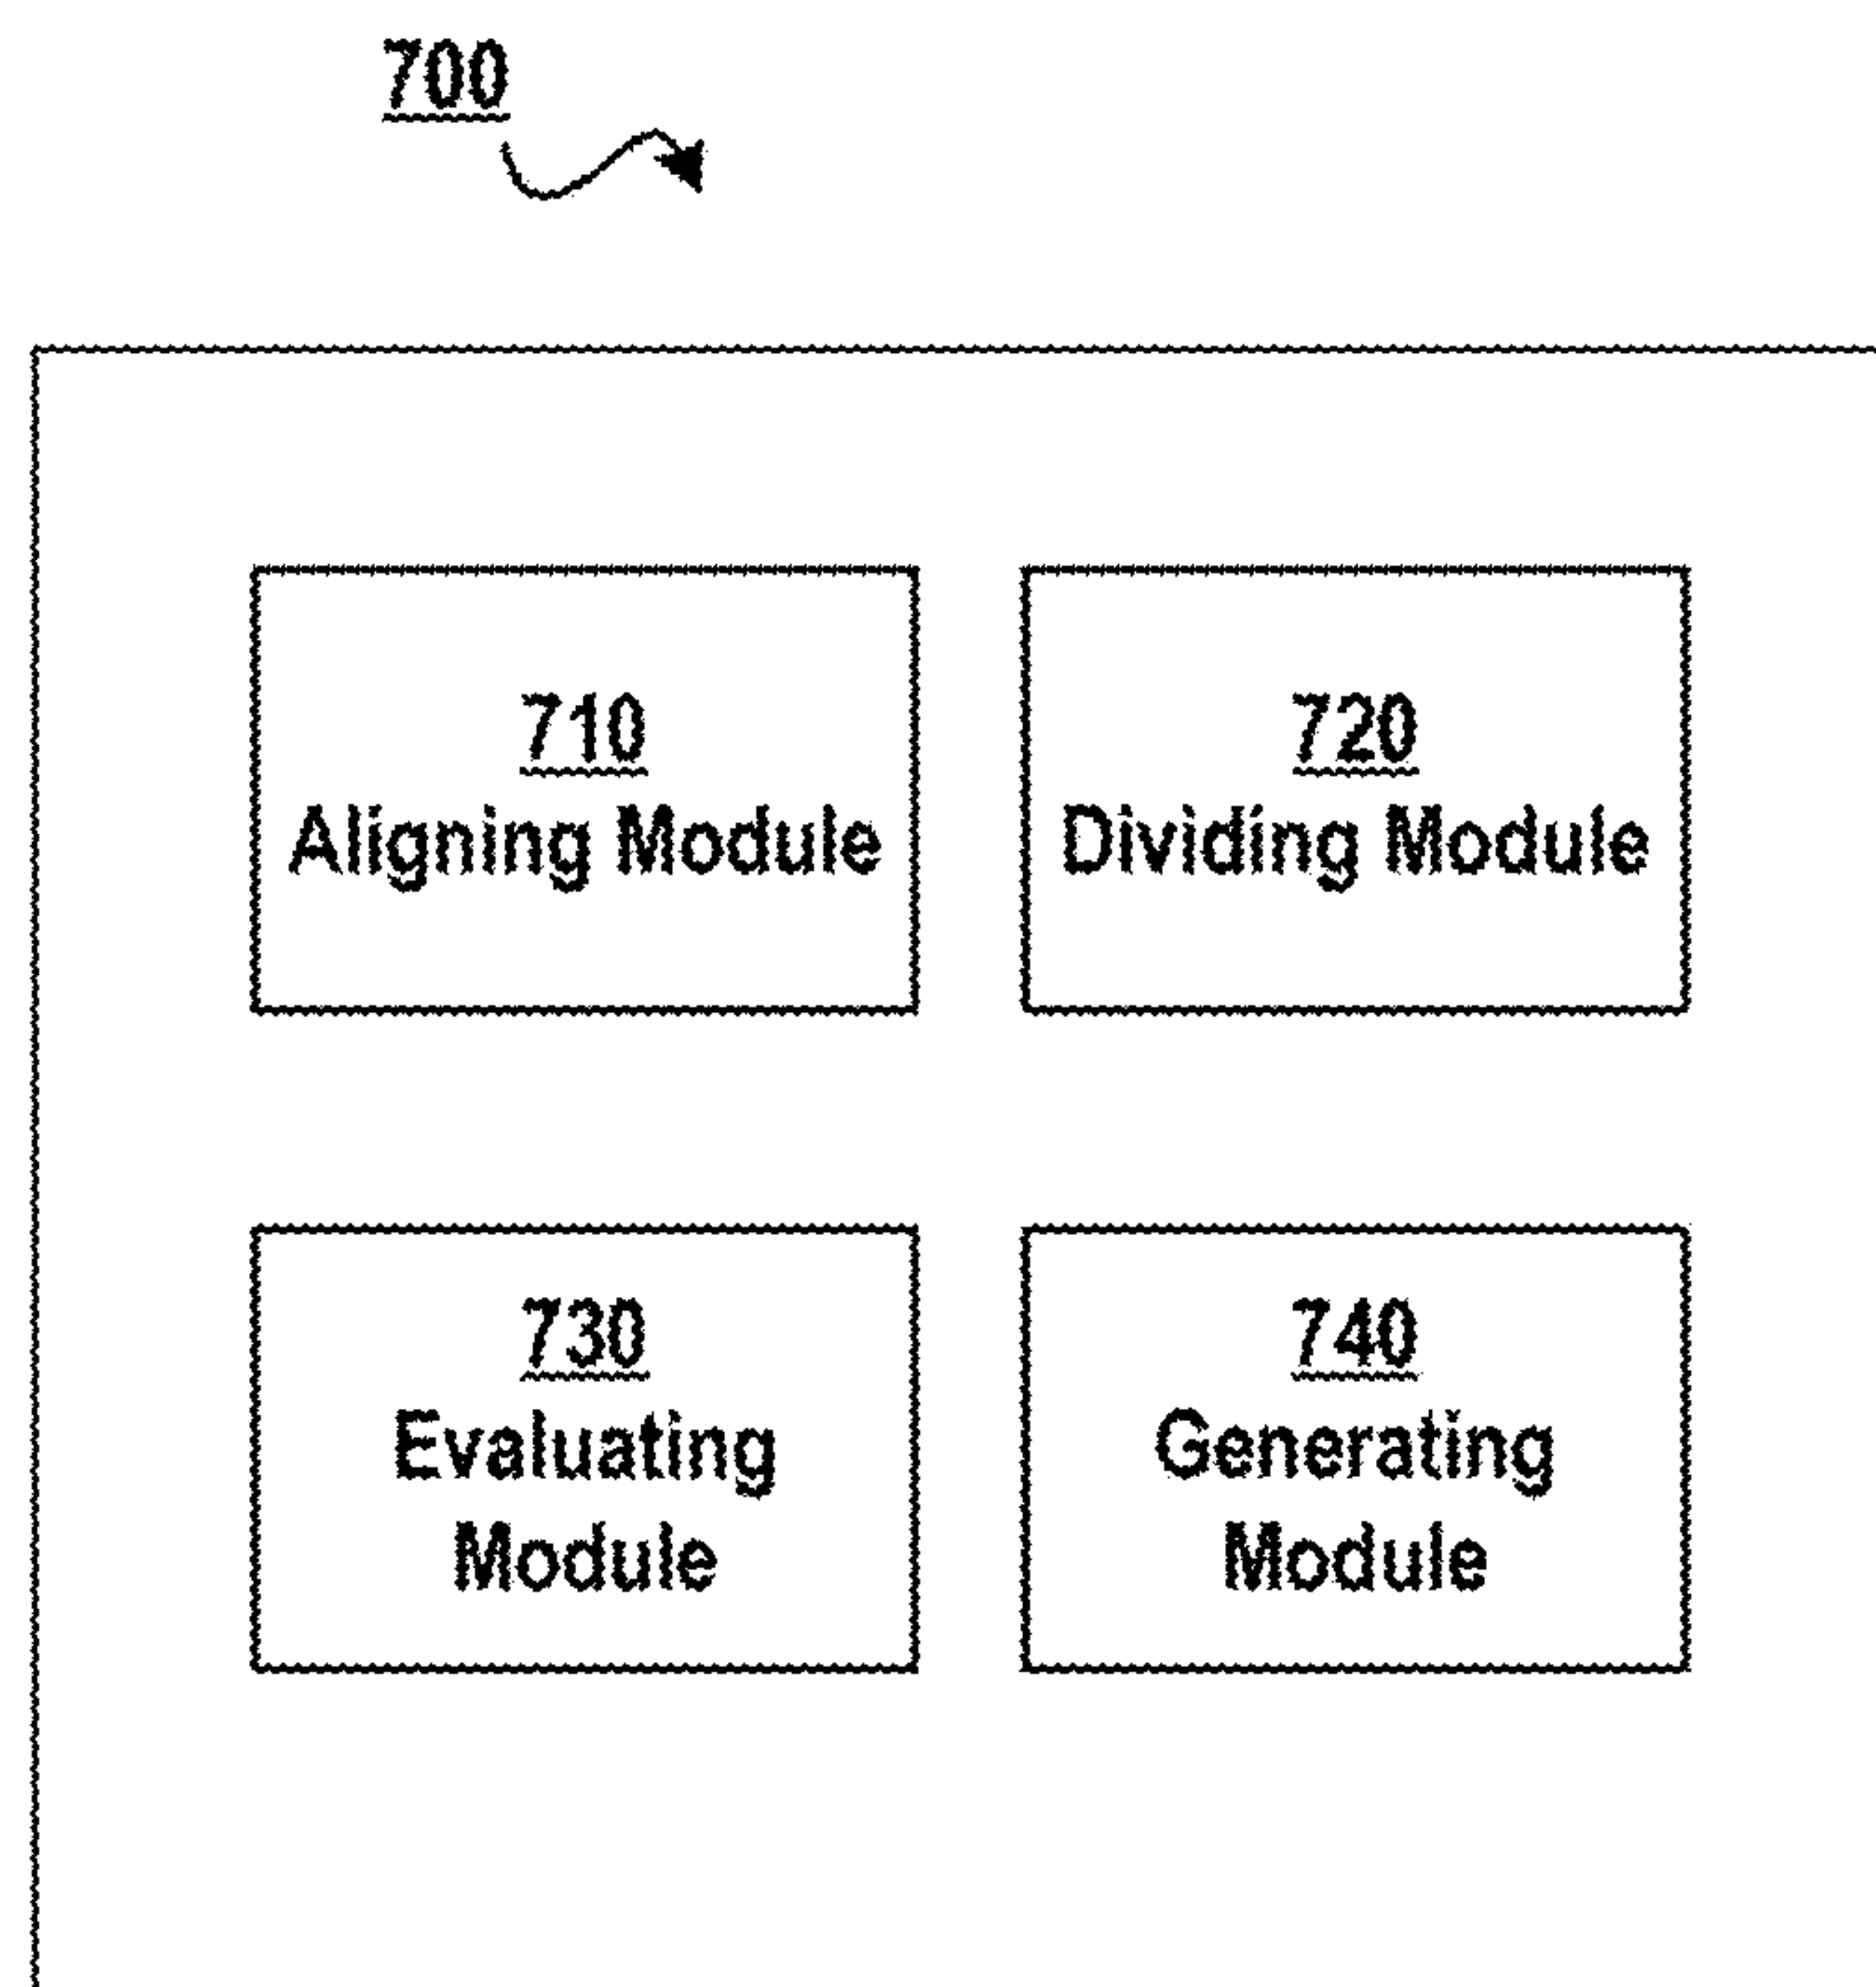 700
710
Aligning Module
720
Dividing Module
730
Evaluating
Module
740
Generating
Module